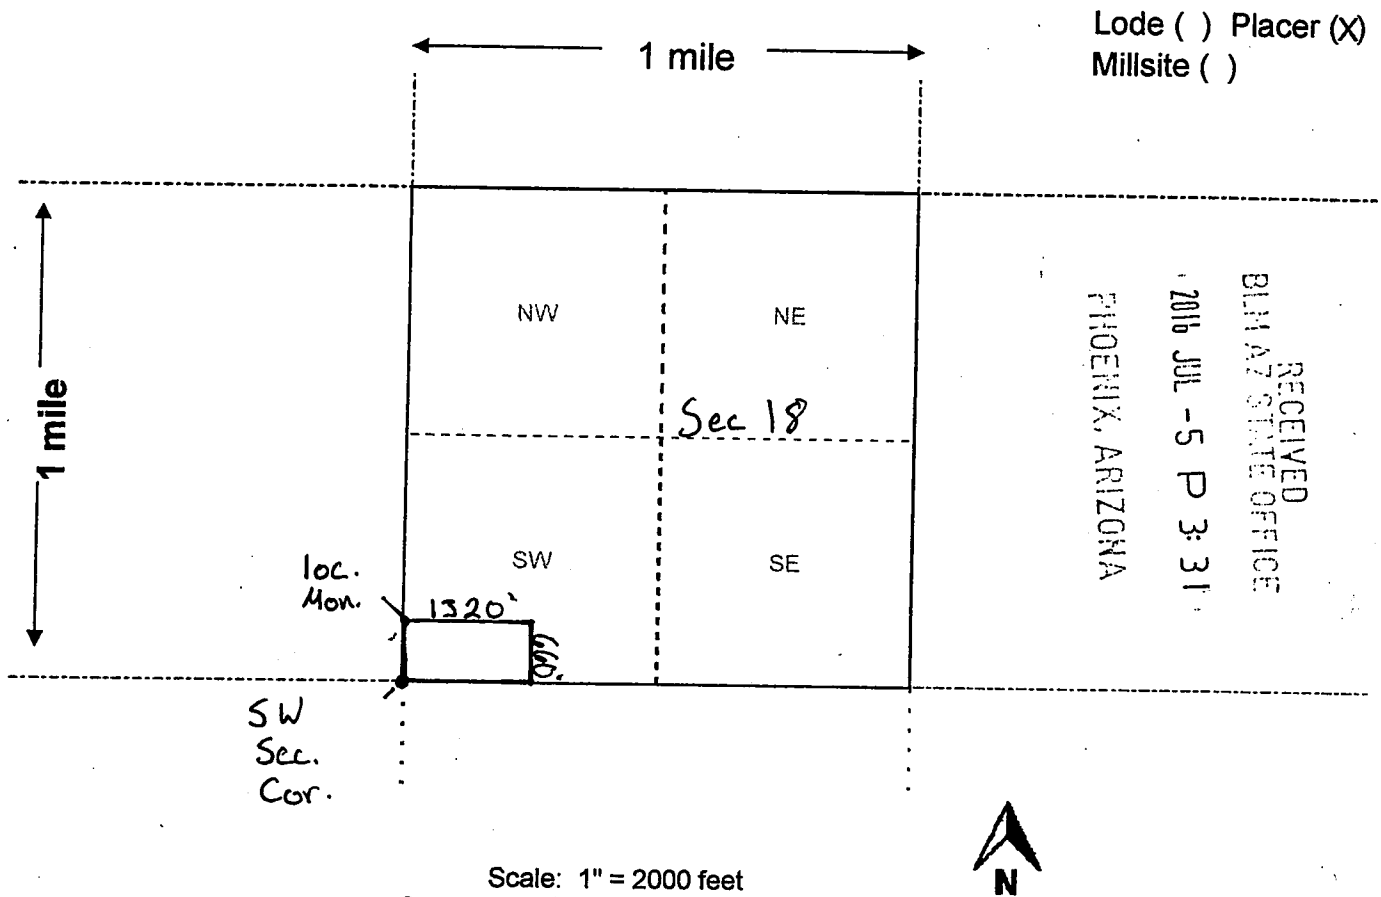 Lode ( ) Placer (X)
Millsite ( )
1 mile
1 mile
NW
NE
Sec 18
SW
SE
loc.
Mon.
1320'
660'
SW
Sec.
Cor.
RECEIVED
BLM AZ STATE OFFICE
2016 JUL -5 P 3:31
PHOENIX, ARIZONA
Scale: 1" = 2000 feet
N